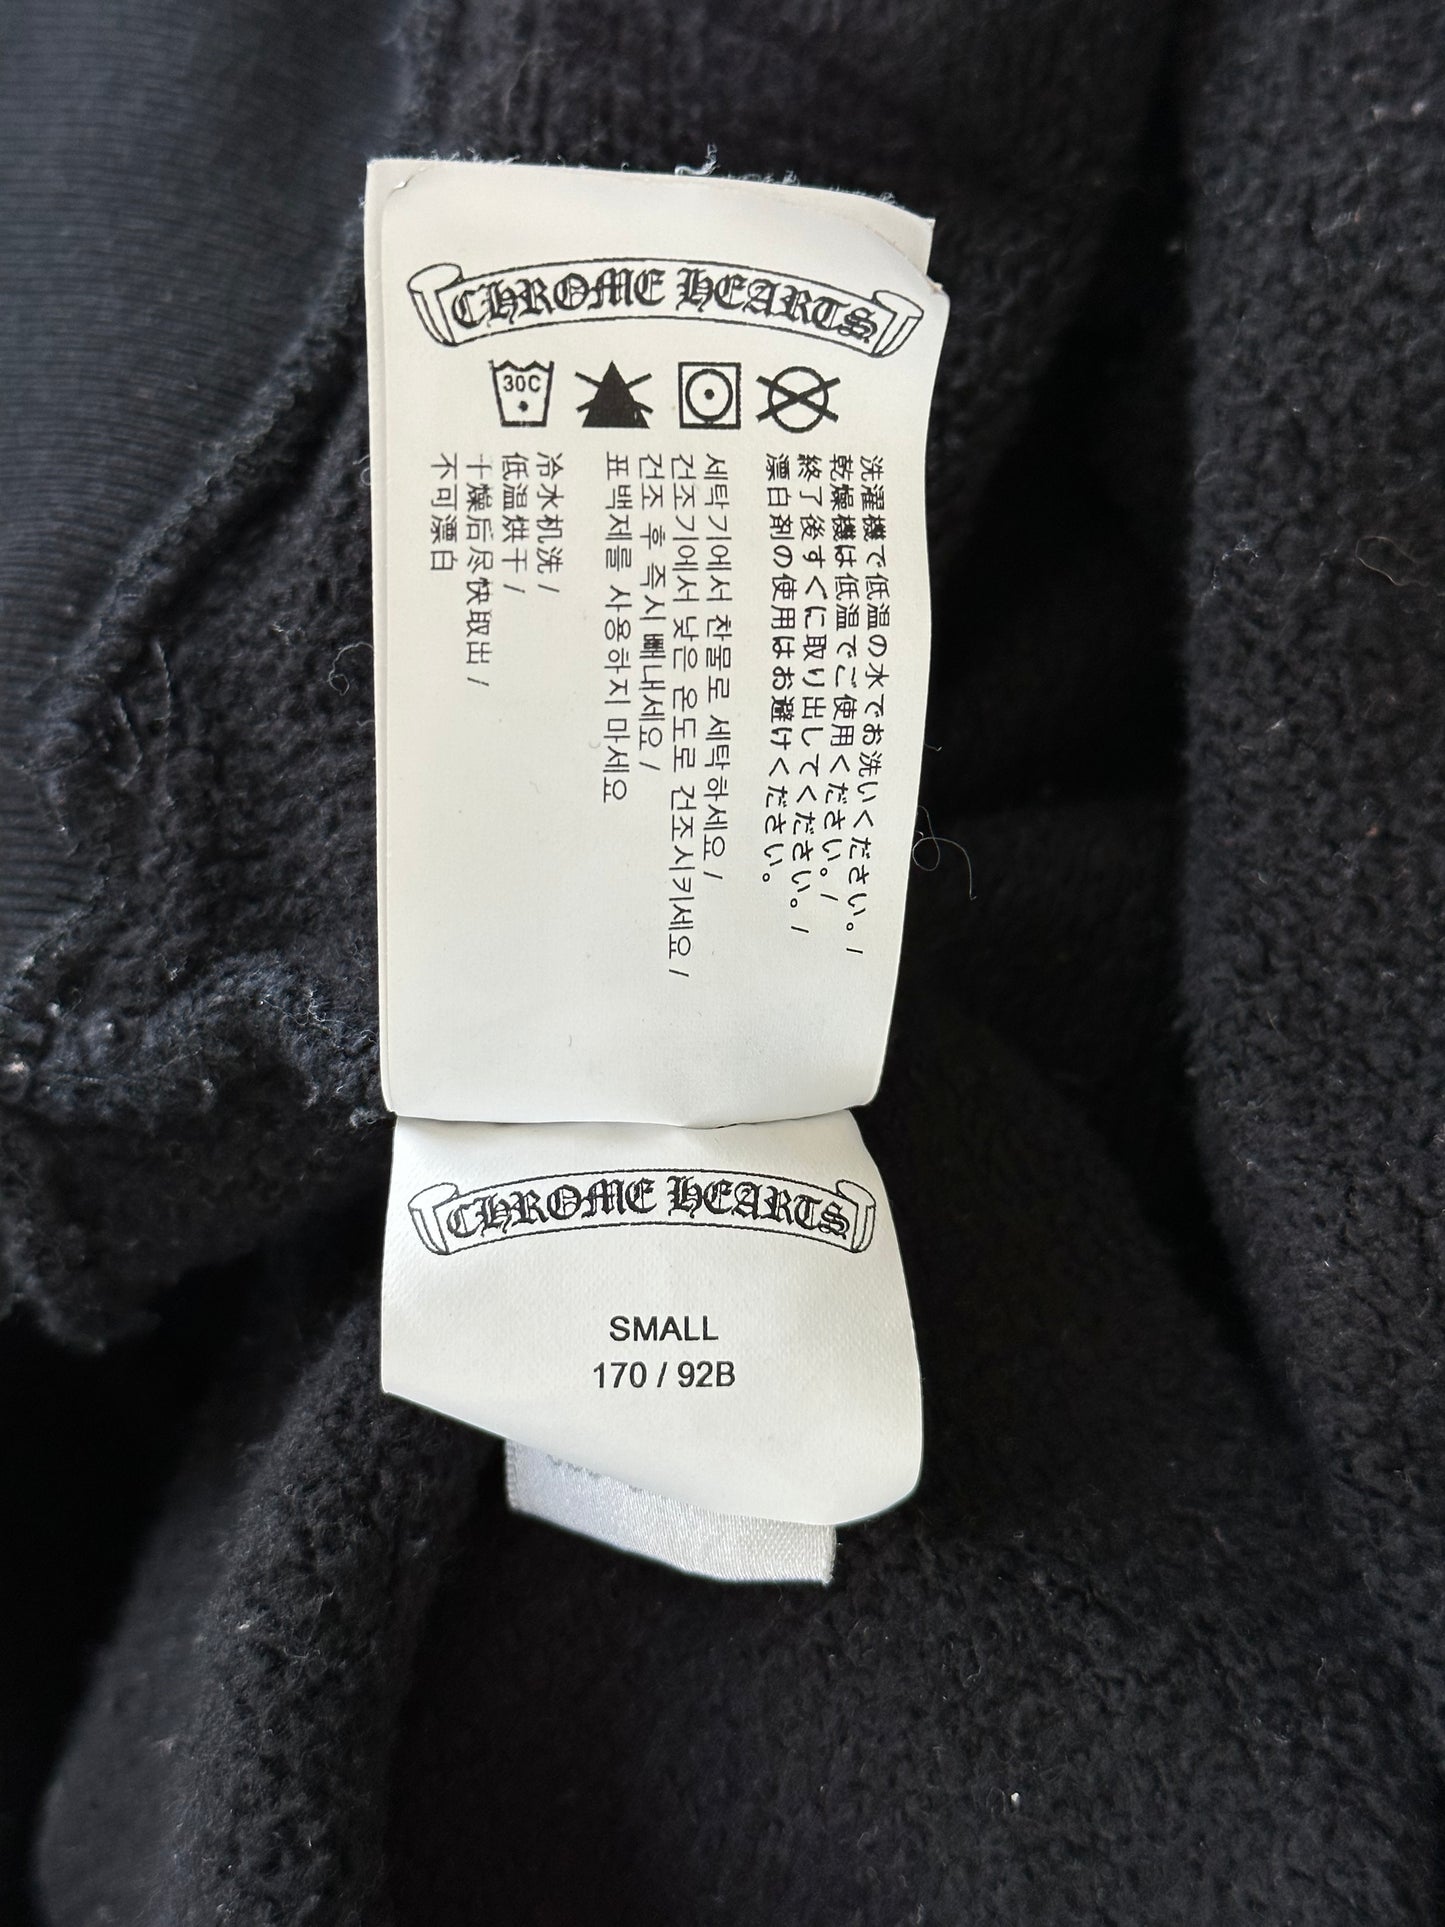 CHROME HEARTS
30C
洗濯機で低温の水でお洗いください。/
乾燥機は低温でご使用ください。/
終了後すぐに取り出してください。/
漂白剤の使用はお避けください。
세탁기에서 찬물로 세탁하세요 /
건조기에서 낮은 온도로 건조시키세요 /
건조 후 즉시 빼내세요 /
표백제를 사용하지 마세요
冷水机洗 /
低温烘干 /
干燥后尽快取出 /
不可漂白
CHROME HEARTS
SMALL
170 / 92B